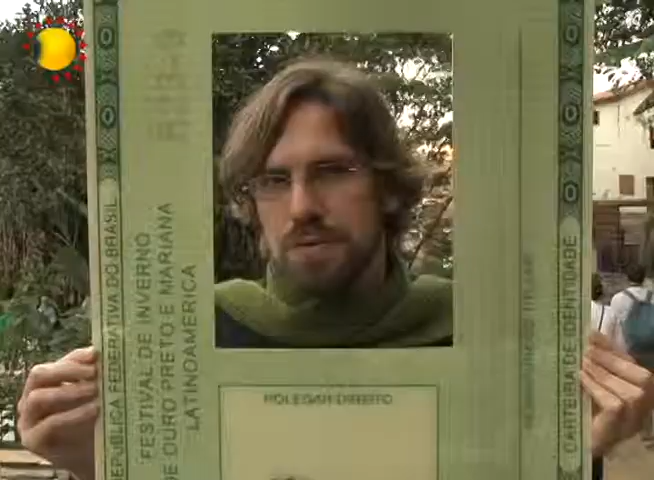 REPÚBLICA FEDERATIVA DO BRASIL
FESTIVAL DE INVERNO
DE OURO PRETO E MARIANA
LATINOAMERICA
POLEGAR DIREITO
CARTEIRA DE IDENTIDADE